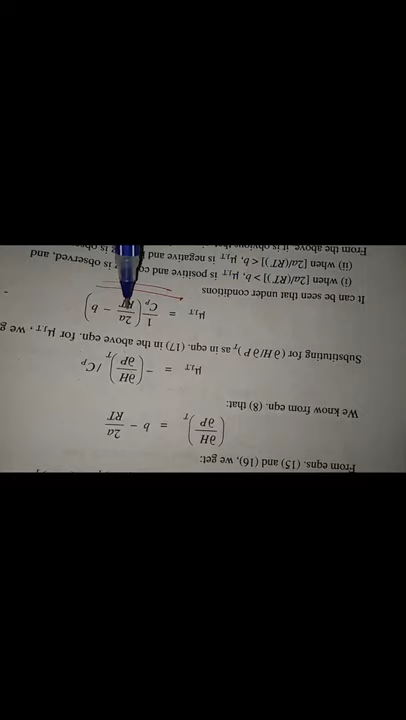 From eqns. (15) and (16), we get:
(∂H/∂P)_T = b − 2a/RT
We know from eqn. (8) that:
μ_J.T = −(∂H/∂P)_T /C_P
Substituting for (∂H/∂P)_T as in eqn. (17) in the above eqn. for μ_J.T, we g
μ_J.T = 1/C_P (2a/RT − b)
It can be seen that under conditions
(i) when [2a/(RT)] > b, μ_J.T is positive and is observed, and
(ii) when [2a/(RT)] < b, μ_J.T is negative and is
From the above, it is obvious